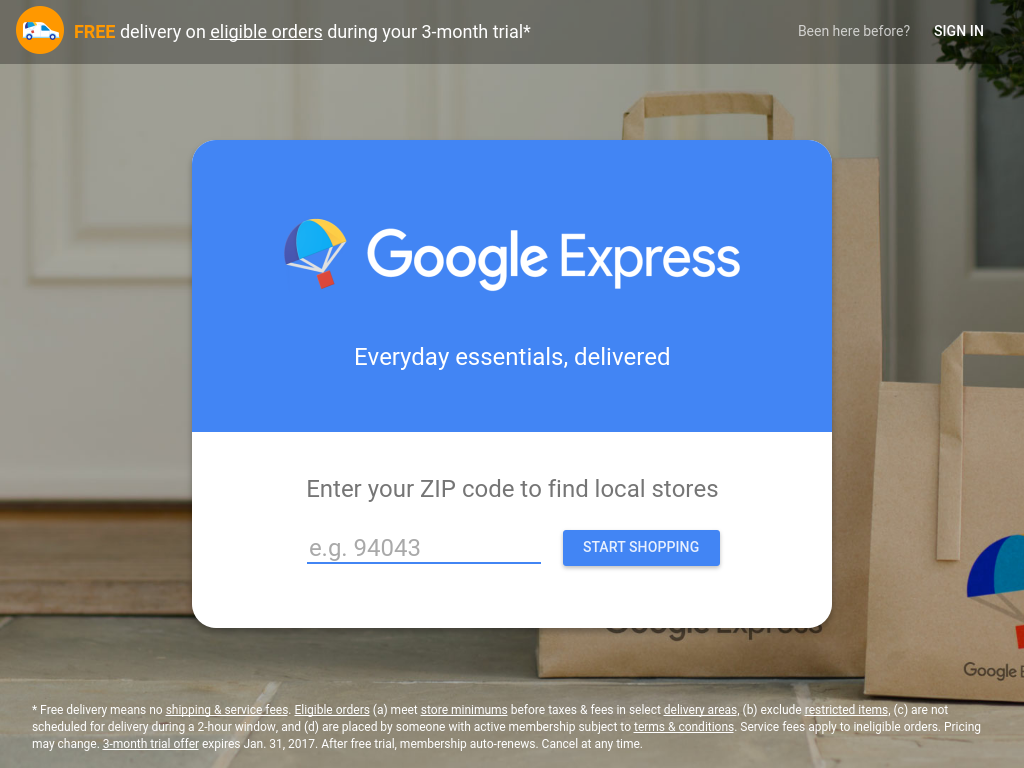 FREE delivery on eligible orders during your 3-month trial*
Been here before? SIGN IN
Google Express
Everyday essentials, delivered
Enter your ZIP code to find local stores
e.g. 94043
START SHOPPING
Google Express
Google E
* Free delivery means no shipping & service fees. Eligible orders (a) meet store minimums before taxes & fees in select delivery areas, (b) exclude restricted items, (c) are not
scheduled for delivery during a 2-hour window, and (d) are placed by someone with active membership subject to terms & conditions. Service fees apply to ineligible orders. Pricing
may change. 3-month trial offer expires Jan. 31, 2017. After free trial, membership auto-renews. Cancel at any time.